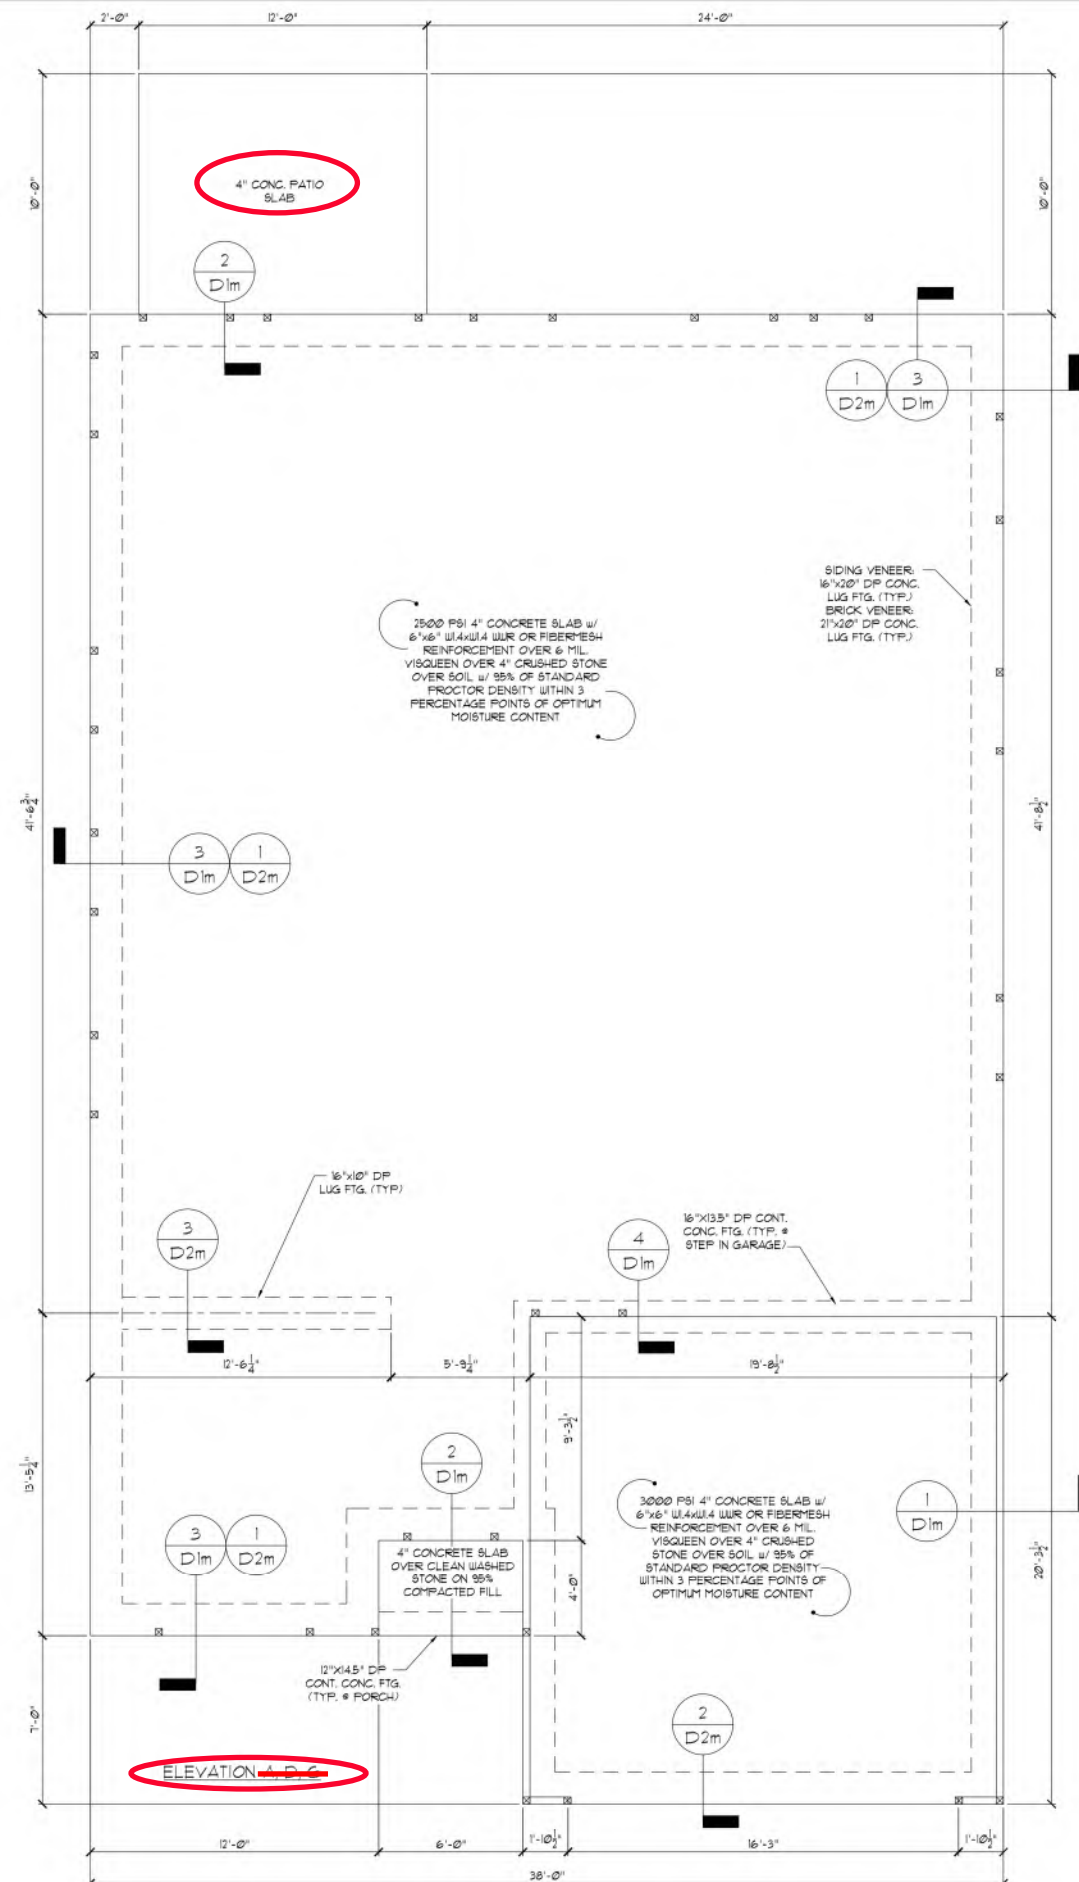 2'-0" 12'-0" 24'-0"
10'-0"
10'-0"
4" CONC. PATIO
SLAB
2
D1m
1
D2m
3
D1m
SIDING VENEER:
16"x20" DP CONC.
LUG FTG. (TYP.)
BRICK VENEER:
21"x20" DP CONC.
LUG FTG. (TYP.)
2500 PSI 4" CONCRETE SLAB w/
6"x6" W1.4xW1.4 WWR OR FIBERMESH
REINFORCEMENT OVER 6 MIL.
VISQUEEN OVER 4" CRUSHED STONE
OVER SOIL w/ 95% OF STANDARD
PROCTOR DENSITY WITHIN 3
PERCENTAGE POINTS OF OPTIMUM
MOISTURE CONTENT
41'-6 3/4"
41'-8 1/2"
3
D1m
1
D2m
16"x10" DP
LUG FTG. (TYP)
3
D2m
4
D1m
16"X13.5" DP CONT.
CONC. FTG. (TYP. @
STEP IN GARAGE)
12'-6 1/4" 5'-9 1/4" 19'-8 1/2"
9'-3 1/2"
13'-5 1/2"
2
D1m
3000 PSI 4" CONCRETE SLAB w/
6"x6" W1.4xW1.4 WWR OR FIBERMESH
REINFORCEMENT OVER 6 MIL.
VISQUEEN OVER 4" CRUSHED
STONE OVER SOIL w/ 95% OF
STANDARD PROCTOR DENSITY
WITHIN 3 PERCENTAGE POINTS OF
OPTIMUM MOISTURE CONTENT
1
D1m
3
D1m
1
D2m
4" CONCRETE SLAB
OVER CLEAN WASHED
STONE ON 95%
COMPACTED FILL
4'-0"
20'-3 1/2"
12"X14.5" DP
CONT. CONC. FTG.
(TYP. @ PORCH)
7'-0"
2
D2m
ELEVATION A, D, G
12'-0" 6'-0" 1'-10 1/2" 16'-3" 1'-10 1/2"
38'-0"